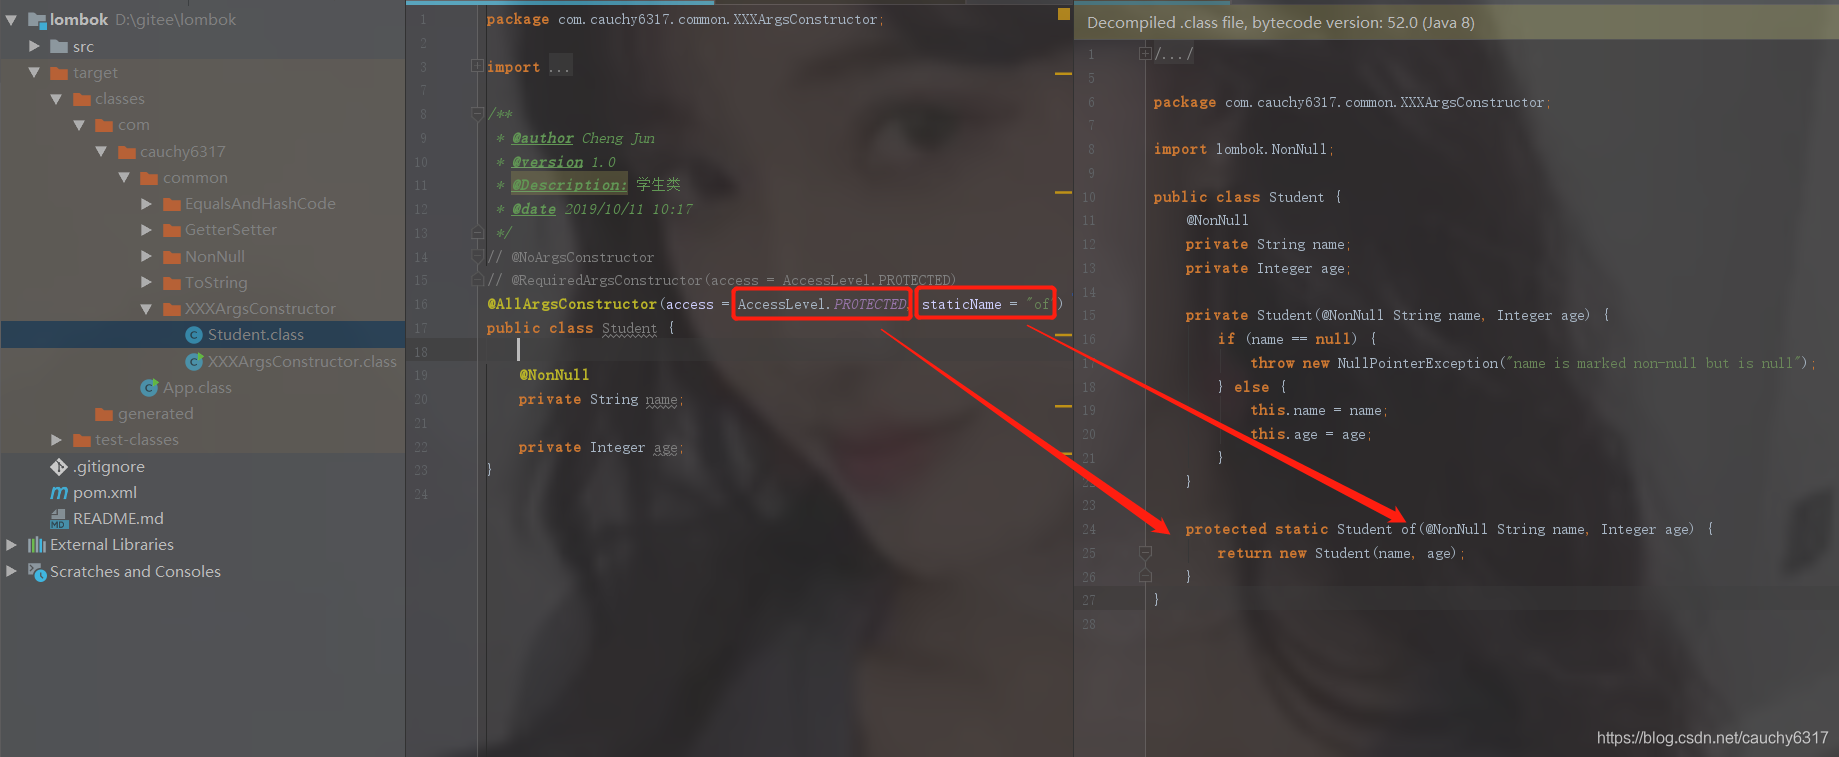 lombok D:\gitee\lombok
src
target
classes
com
cauchy6317
common
EqualsAndHashCode
GetterSetter
NonNull
ToString
XXXArgsConstructor
Student.class
XXXArgsConstructor.class
App.class
generated
test-classes
.gitignore
pom.xml
README.md
External Libraries
Scratches and Consoles
1 package com.cauchy6317.common.XXXArgsConstructor;
2
3 import ...
7
8 /**
9 * @author Cheng Jun
10 * @version 1.0
11 * @Description: 学生类
12 * @date 2019/10/11 10:17
13 */
14 // @NoArgsConstructor
15 // @RequiredArgsConstructor(access = AccessLevel.PROTECTED)
16 @AllArgsConstructor(access = AccessLevel.PROTECTED, staticName = "of")
17 public class Student {
18
19 @NonNull
20 private String name;
21
22 private Integer age;
23 }
24
Decompiled .class file, bytecode version: 52.0 (Java 8)
1 /.../
5
6 package com.cauchy6317.common.XXXArgsConstructor;
7
8 import lombok.NonNull;
9
10 public class Student {
11 @NonNull
12 private String name;
13 private Integer age;
14
15 private Student(@NonNull String name, Integer age) {
16 if (name == null) {
17 throw new NullPointerException("name is marked non-null but is null");
18 } else {
19 this.name = name;
20 this.age = age;
21 }
22 }
23
24 protected static Student of(@NonNull String name, Integer age) {
25 return new Student(name, age);
26 }
27 }
28
https://blog.csdn.net/cauchy6317